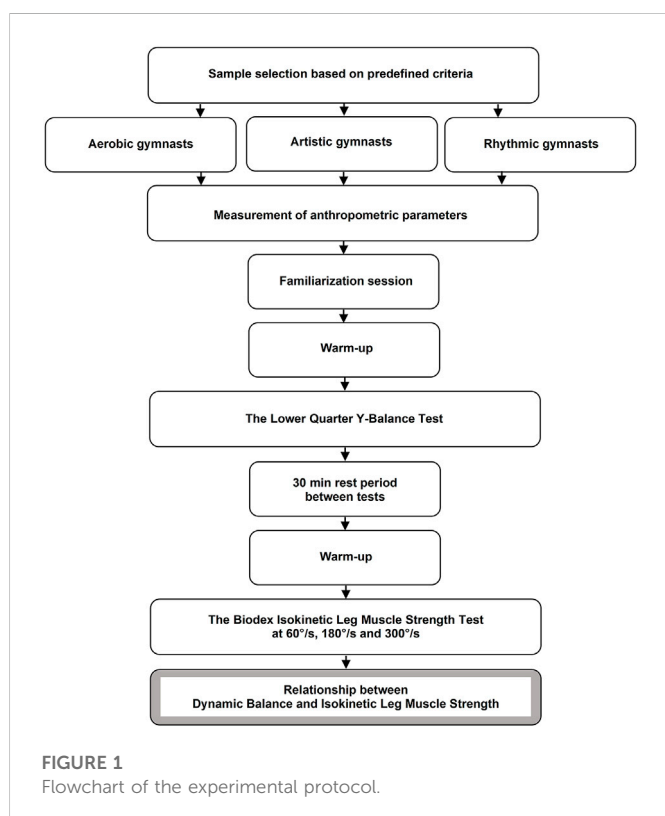 Sample selection based on predefined criteria
Aerobic gymnasts
Artistic gymnasts
Rhythmic gymnasts
Measurement of anthropometric parameters
Familiarization session
Warm-up
The Lower Quarter Y-Balance Test
30 min rest period
between tests
Warm-up
The Biodex Isokinetic Leg Muscle Strength Test
at 60°/s, 180°/s and 300°/s
Relationship between
Dynamic Balance and Isokinetic Leg Muscle Strength
FIGURE 1
Flowchart of the experimental protocol.